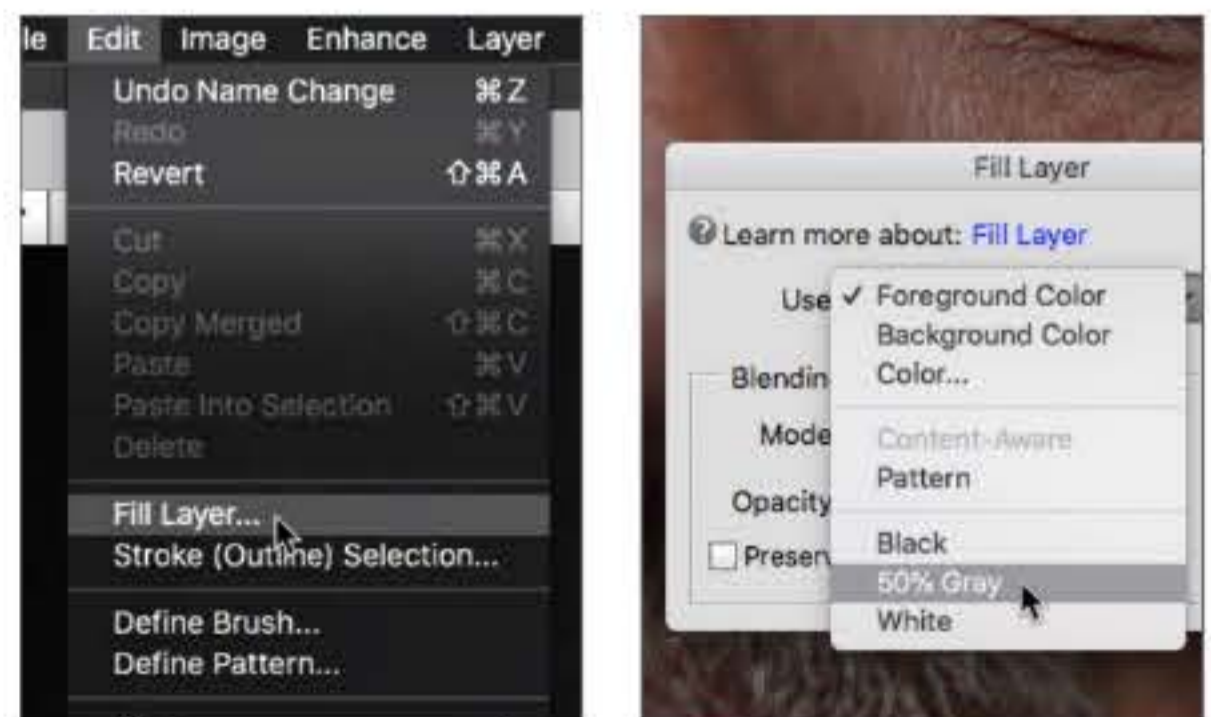 le Edit Image Enhance Layer
Undo Name Change ⌘Z
Redo ⌘Y
Revert ⇧⌘A
Cut ⌘X
Copy ⌘C
Copy Merged ⇧⌘C
Paste ⌘V
Paste Into Selection ⇧⌘V
Delete
Fill Layer...
Stroke (Outline) Selection...
Define Brush...
Define Pattern...
Fill Layer
Learn more about: Fill Layer
Use ✓ Foreground Color
Background Color
Blendin Color...
Mode Content-Aware
Pattern
Opacity
Black
Preserv 50% Gray
White